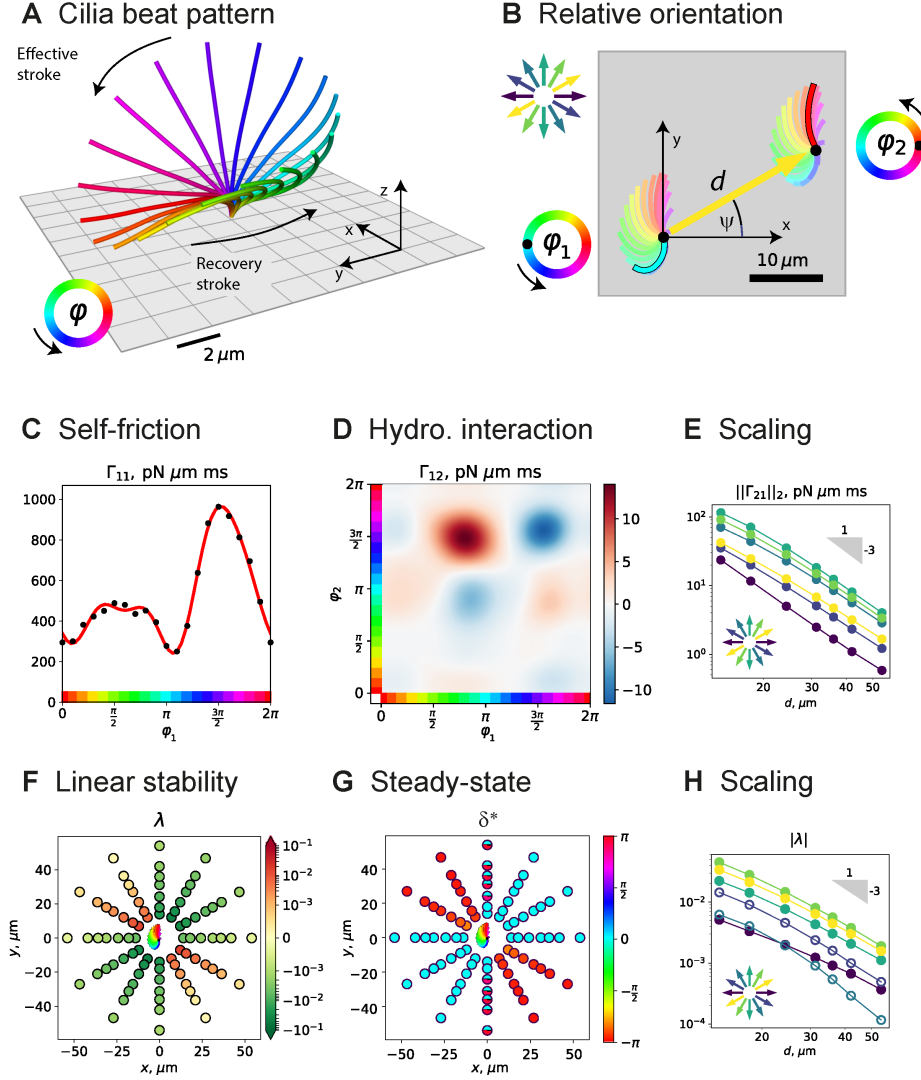 A Cilia beat pattern
Effective
stroke
Recovery
stroke
z
x
y
φ
2 μm
B Relative orientation
y
x
d
ψ
φ1
φ2
10 μm
C Self-friction
Γ11, pN μm ms
1000
800
600
400
200
0
0
π/2
π
3π/2
2π
φ1
D Hydro. interaction
Γ12, pN μm ms
2π
3π/2
π
π/2
0
φ2
0
π/2
π
3π/2
2π
φ1
10
5
0
−5
−10
E Scaling
||Γ21||2, pN μm ms
10²
10¹
10⁰
1
-3
20
30
40
50
d, μm
F Linear stability
λ
40
20
0
−20
−40
y, μm
−50
−25
0
25
50
x, μm
10⁻¹
10⁻²
10⁻³
0
−10⁻³
−10⁻²
−10⁻¹
G Steady-state
δ*
40
20
0
−20
−40
y, μm
−50
−25
0
25
50
x, μm
π
π/2
0
−π/2
−π
H Scaling
|λ|
10⁻²
10⁻³
10⁻⁴
1
-3
20
30
40
50
d, μm